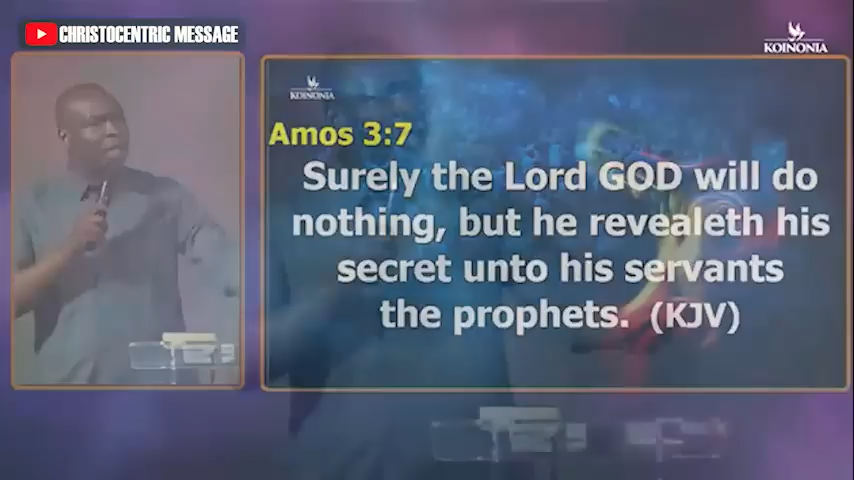 CHRISTOCENTRIC MESSAGE
KOINONIA
KOINONIA
Amos 3:7
Surely the Lord GOD will do
nothing, but he revealeth his
secret unto his servants
the prophets. (KJV)